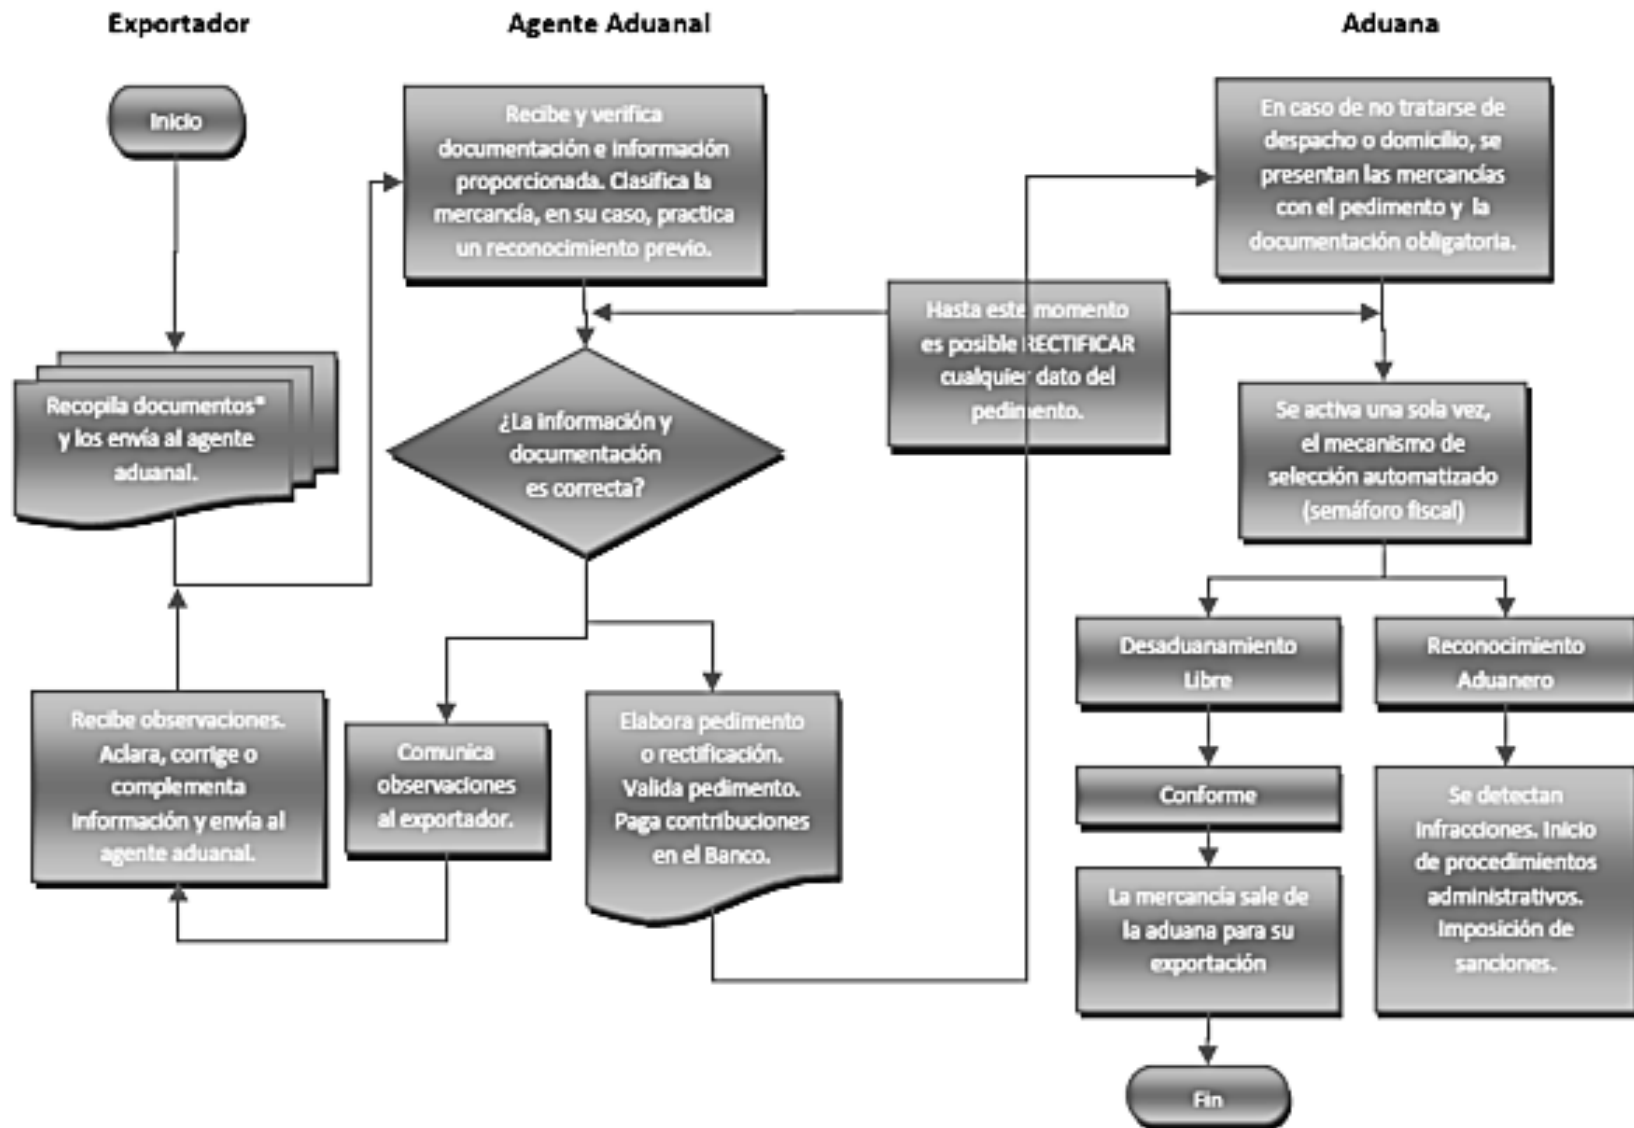 Exportador
Agente Aduanal
Aduana
Inicio
Recopila documentos*
y los envía al agente
aduanal.
Recibe observaciones.
Aclara, corrige o
complementa
información y envía al
agente aduanal.
Recibe y verifica
documentación e información
proporcionada. Clasifica la
mercancía, en su caso, practica
un reconocimiento previo.
¿La información y
documentación
es correcta?
Comunica
observaciones
al exportador.
Elabora pedimento
o rectificación.
Valida pedimento.
Paga contribuciones
en el Banco.
Hasta este momento
es posible RECTIFICAR
cualquier dato del
pedimento.
En caso de no tratarse de
despacho o domicilio, se
presentan las mercancías
con el pedimento y la
documentación obligatoria.
Se activa una sola vez,
el mecanismo de
selección automatizado
(semáforo fiscal)
Desaduanamiento
Libre
Conforme
La mercancía sale de
la aduana para su
exportación
Fin
Reconocimiento
Aduanero
Se detectan
infracciones. Inicio
de procedimientos
administrativos.
Imposición de
sanciones.